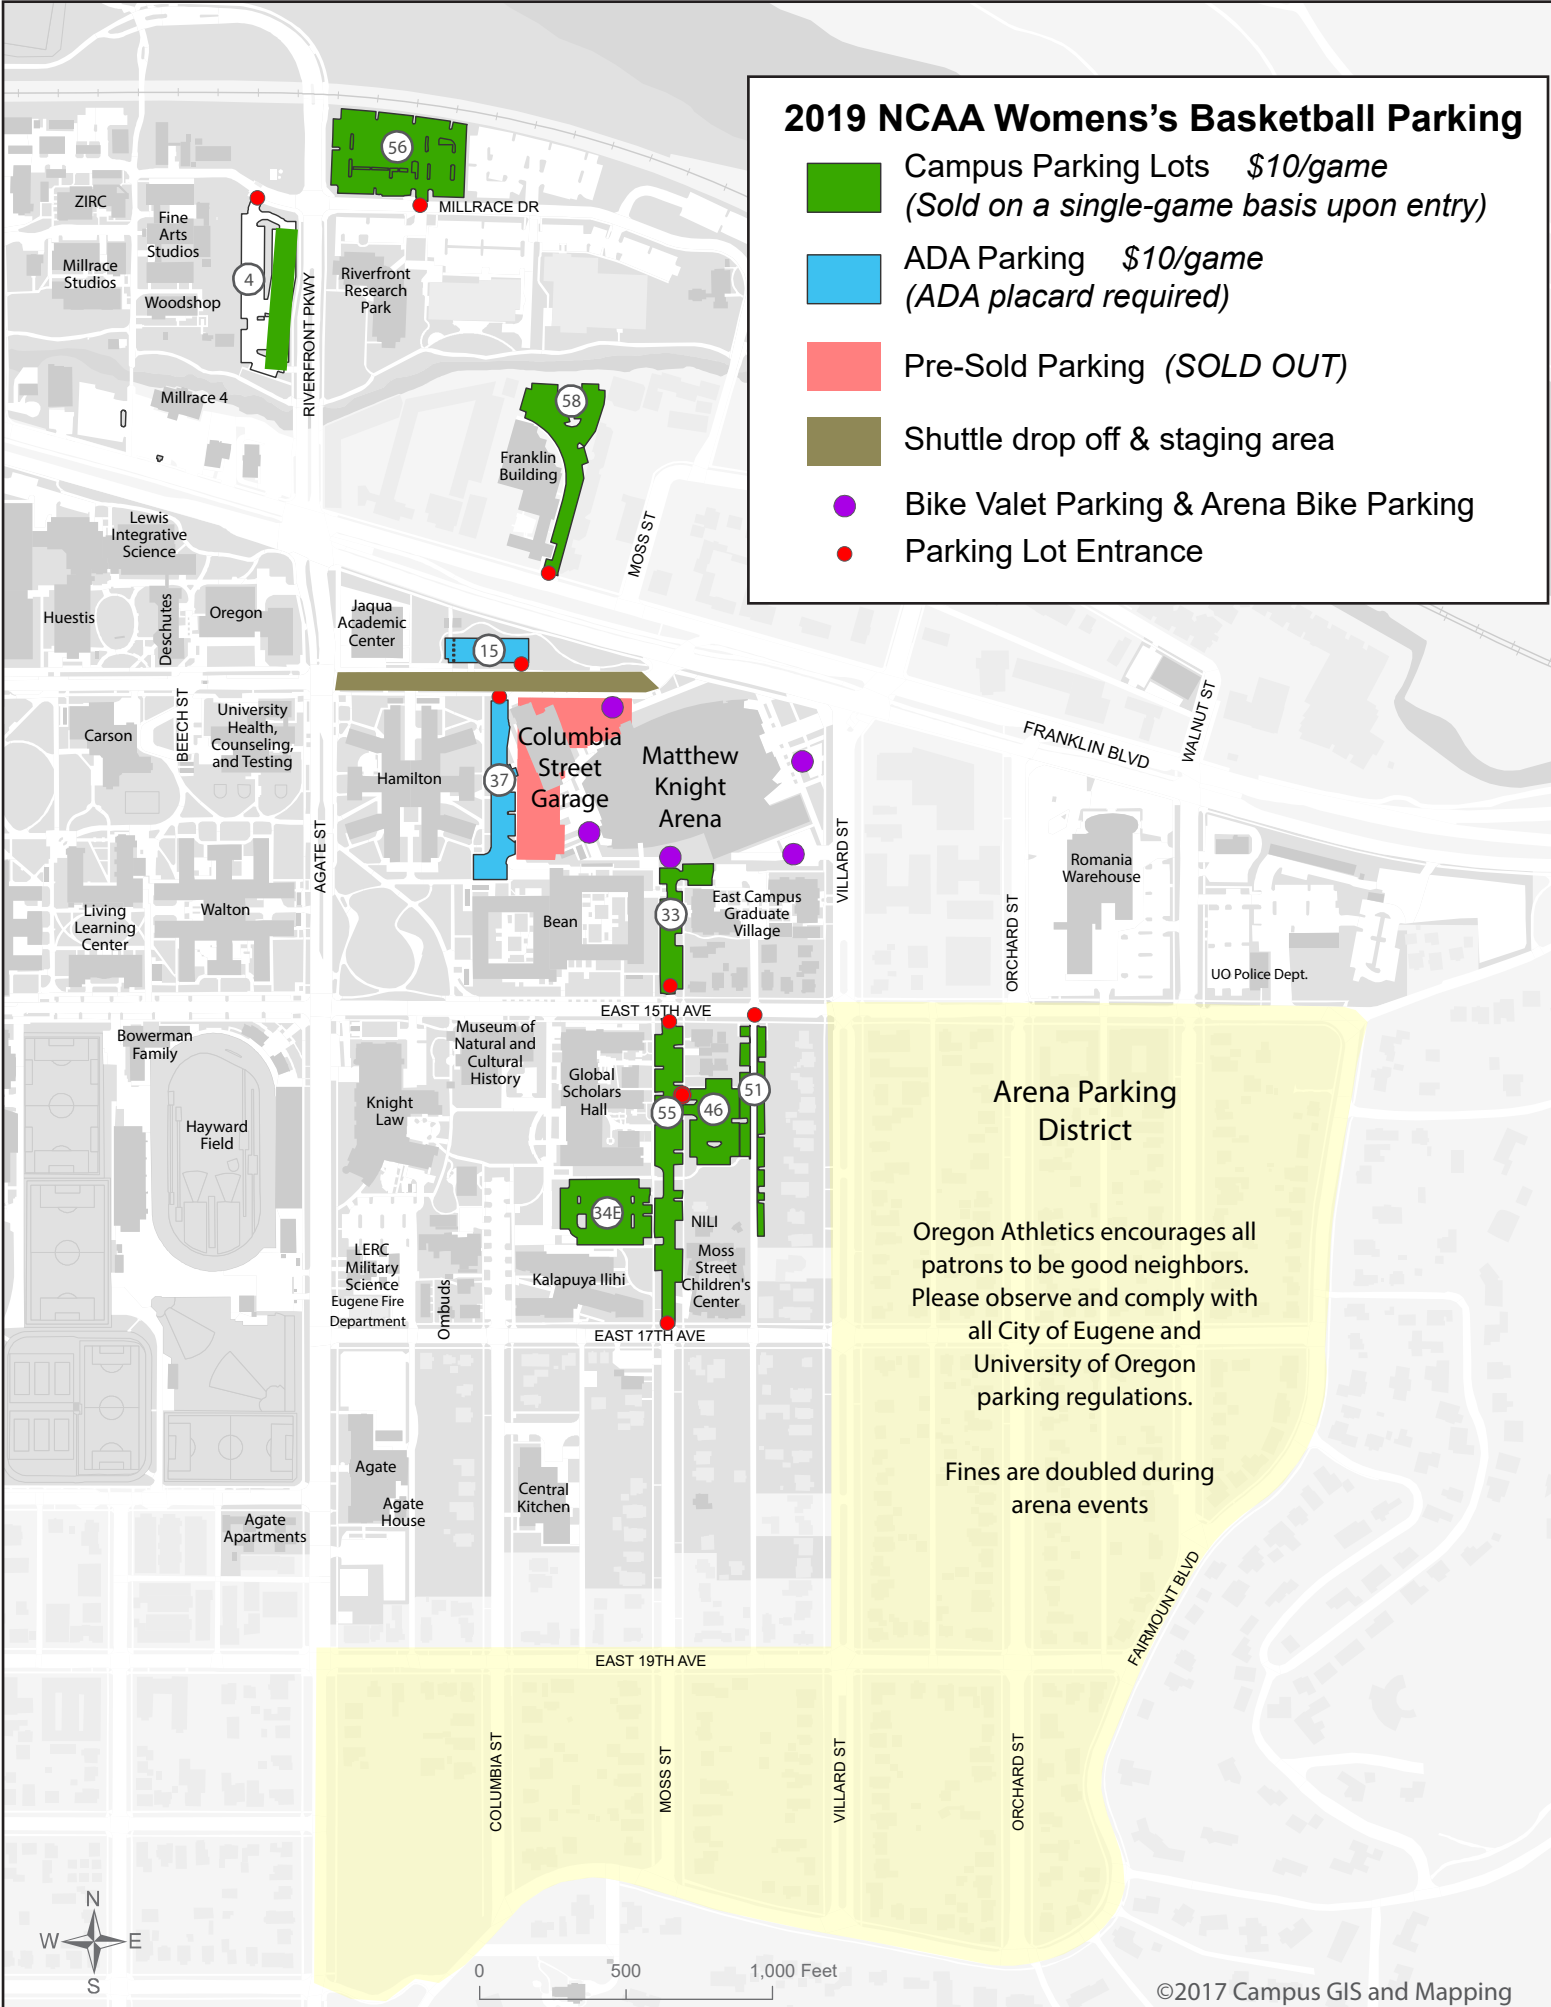 2019 NCAA Womens's Basketball Parking
Campus Parking Lots $10/game
(Sold on a single-game basis upon entry)
ADA Parking $10/game
(ADA placard required)
Pre-Sold Parking (SOLD OUT)
Shuttle drop off & staging area
Bike Valet Parking & Arena Bike Parking
Parking Lot Entrance
56
MILLRACE DR
ZIRC
Fine
Arts
Studios
Millrace
Studios
Woodshop
4
RIVERFRONT PKWY
Riverfront
Research
Park
Millrace 4
58
Franklin
Building
MOSS ST
Lewis
Integrative
Science
Huestis
Deschutes
Oregon
Jaqua
Academic
Center
15
Carson
BEECH ST
University
Health,
Counseling,
and Testing
Hamilton
37
Columbia
Street
Garage
Matthew
Knight
Arena
FRANKLIN BLVD
WALNUT ST
AGATE ST
VILLARD ST
Romania
Warehouse
Living
Learning
Center
Walton
Bean
33
East Campus
Graduate
Village
ORCHARD ST
UO Police Dept.
EAST 15TH AVE
Bowerman
Family
Museum of
Natural and
Cultural
History
Global
Scholars
Hall
Knight
Law
Hayward
Field
55
46
51
34E
NILI
Moss
Street
Children's
Center
LERC
Military
Science
Eugene Fire
Department
Ombuds
Kalapuya Ilihi
EAST 17TH AVE
Arena Parking
District
Oregon Athletics encourages all
patrons to be good neighbors.
Please observe and comply with
all City of Eugene and
University of Oregon
parking regulations.
Fines are doubled during
arena events
Agate
Agate
House
Central
Kitchen
Agate
Apartments
FAIRMOUNT BLVD
EAST 19TH AVE
COLUMBIA ST
MOSS ST
VILLARD ST
ORCHARD ST
N
W E
S
0 500 1,000 Feet
©2017 Campus GIS and Mapping